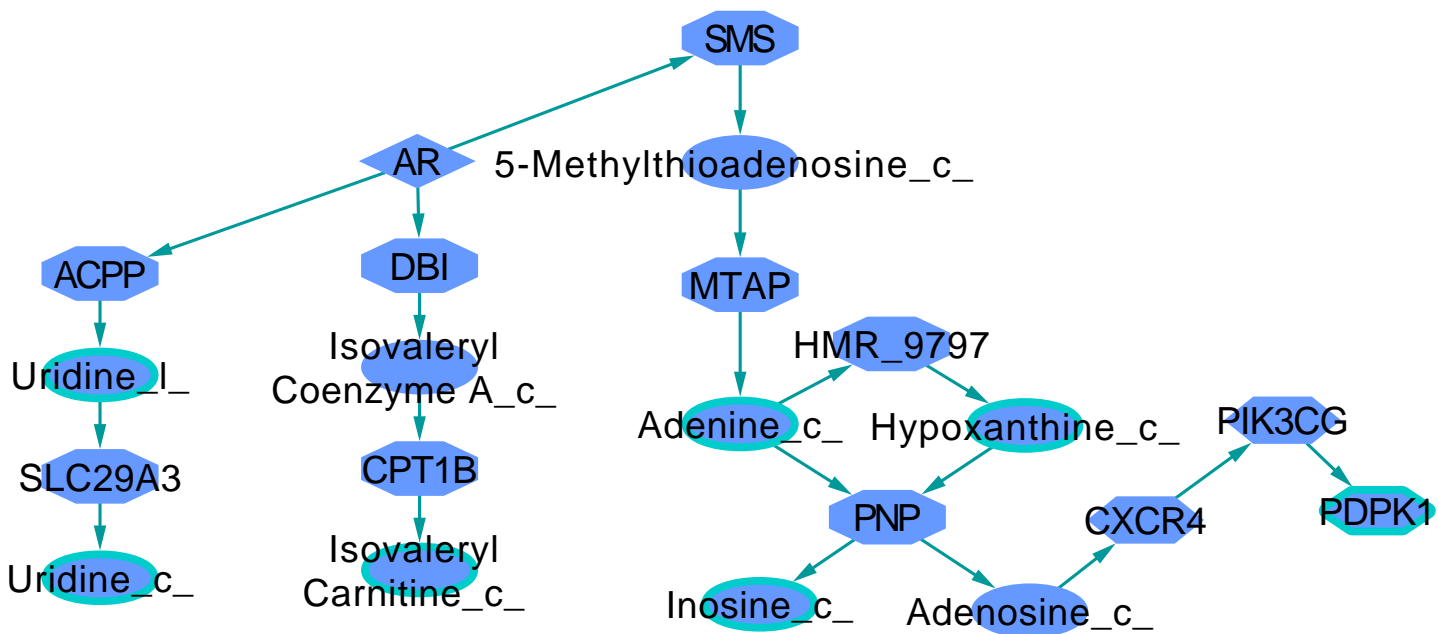 SMS
AR
5-Methylthioadenosine_c_
ACPP
DBI
MTAP
HMR_9797
Isovaleryl
Coenzyme A_c_
Uridine_l_
Adenine_c_
Hypoxanthine_c_
PIK3CG
SLC29A3
CPT1B
PNP
CXCR4
PDPK1
Isovaleryl
Carnitine_c_
Uridine_c_
Inosine_c_
Adenosine_c_